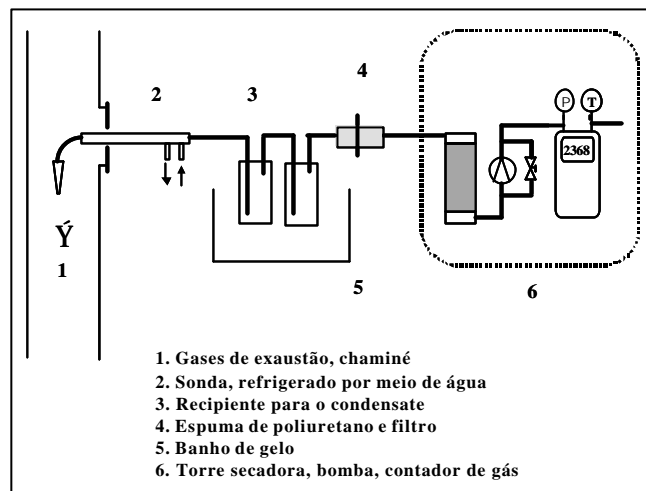 4
2
3
P
T
2368
Ý
1
5
6
1. Gases de exaustão, chaminé
2. Sonda, refrigerado por meio de água
3. Recipiente para o condensate
4. Espuma de poliuretano e filtro
5. Banho de gelo
6. Torre secadora, bomba, contador de gás